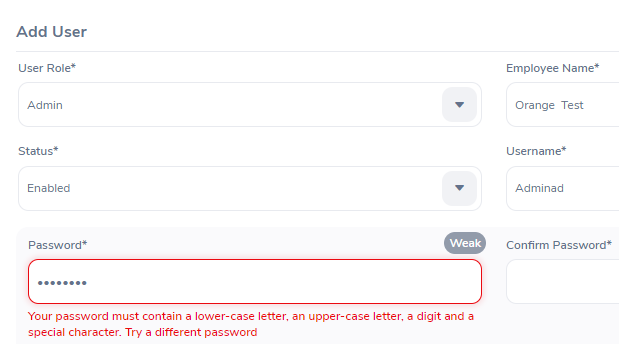 Add User
User Role*
Employee Name*
Admin
Orange  Test
Status*
Username*
Enabled
Adminad
Password*
Weak
Confirm Password*
••••••••
Your password must contain a lower-case letter, an upper-case letter, a digit and a
special character. Try a different password